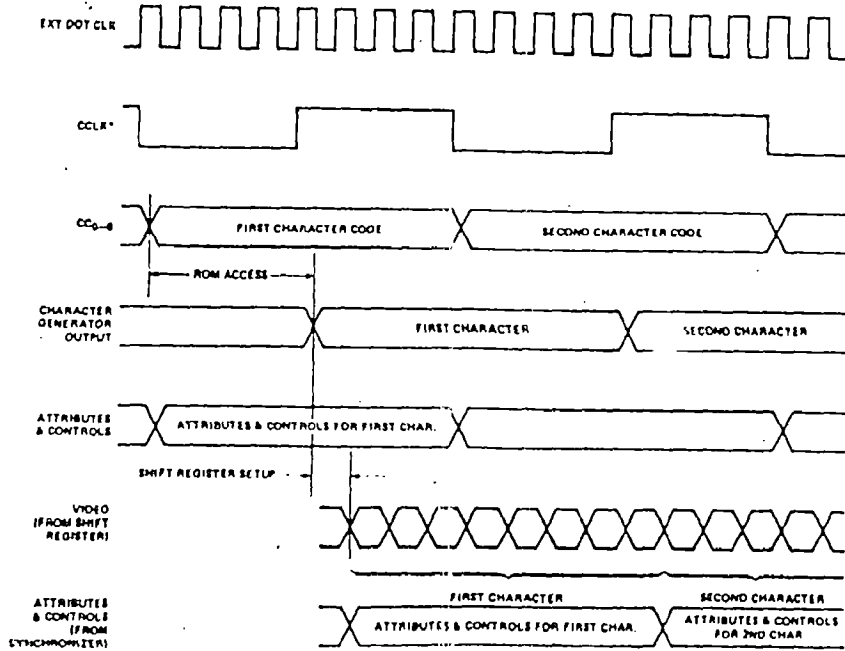 EXT DOT CLK
CCLK*
CC0–6
FIRST CHARACTER CODE
SECOND CHARACTER CODE
ROM ACCESS
CHARACTER
GENERATOR
OUTPUT
FIRST CHARACTER
SECOND CHARACTER
ATTRIBUTES
& CONTROLS
ATTRIBUTES & CONTROLS FOR FIRST CHAR.
SHIFT REGISTER SETUP
VIDEO
(FROM SHIFT
REGISTER)
FIRST CHARACTER
SECOND CHARACTER
ATTRIBUTES
& CONTROLS
(FROM
SYNCHRONIZER)
ATTRIBUTES & CONTROLS FOR FIRST CHAR.
ATTRIBUTES & CONTROLS
FOR 2ND CHAR